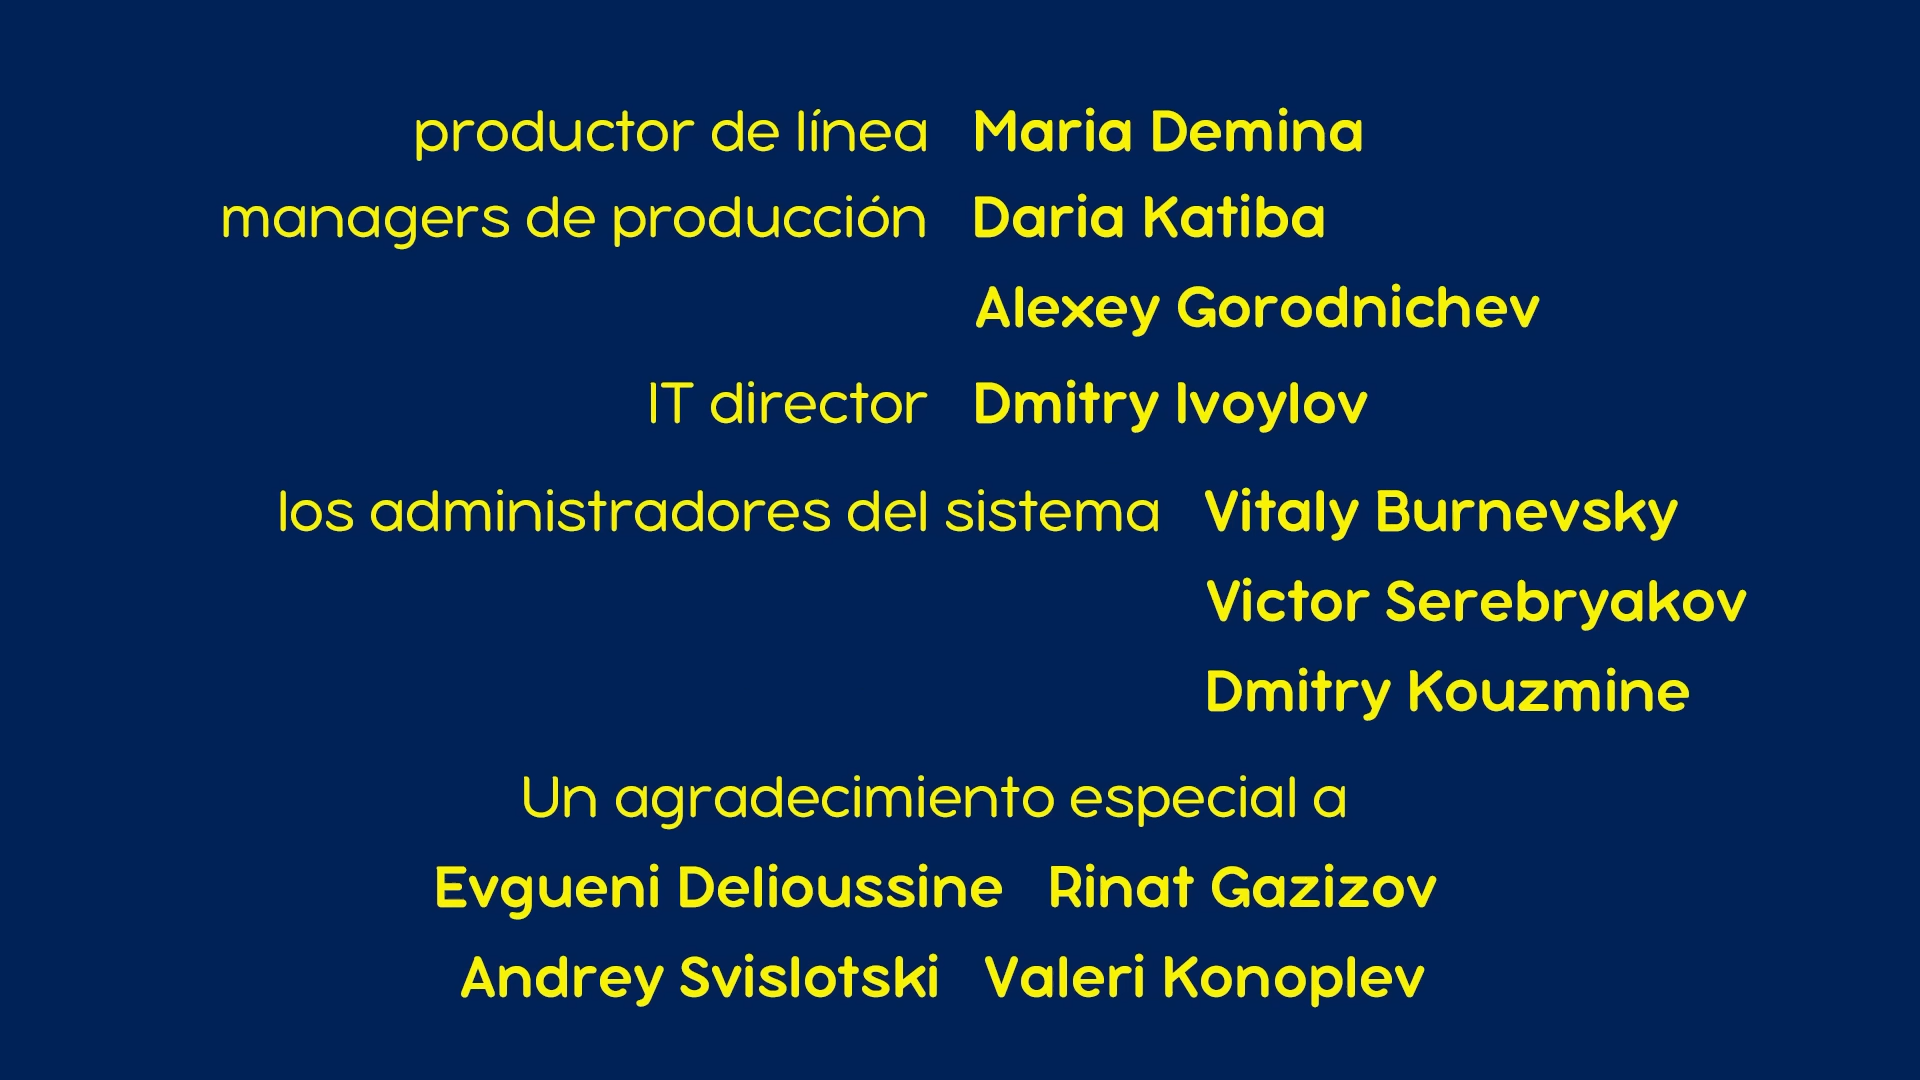 productor de línea Maria Demina
managers de producción Daria Katiba
Alexey Gorodnichev
IT director Dmitry Ivoylov
los administradores del sistema Vitaly Burnevsky
Victor Serebryakov
Dmitry Kouzmine
Un agradecimiento especial a
Evgueni Delioussine Rinat Gazizov
Andrey Svislotski Valeri Konoplev